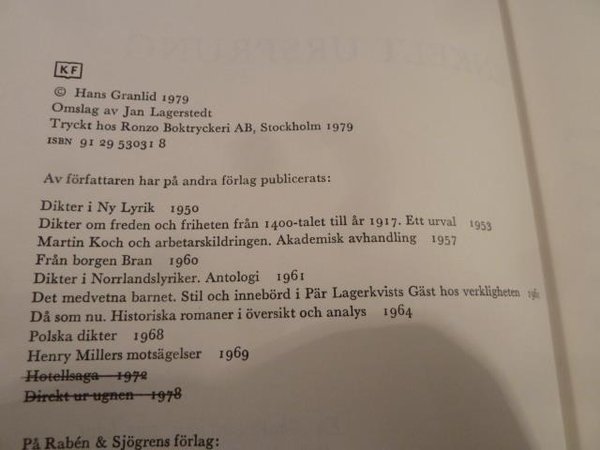 KF
© Hans Granlid 1979
Omslag av Jan Lagerstedt
Tryckt hos Ronzo Boktryckeri AB, Stockholm 1979
ISBN 91 29 53031 8
Av författaren har på andra förlag publicerats:
Dikter i Ny Lyrik 1950
Dikter om freden och friheten från 1400-talet till år 1917. Ett urval 1953
Martin Koch och arbetarskildringen. Akademisk avhandling 1957
Från borgen Bran 1960
Dikter i Norrlandslyriker. Antologi 1961
Det medvetna barnet. Stil och innebörd i Pär Lagerkvists Gäst hos verkligheten
Då som nu. Historiska romaner i översikt och analys 1964
Polska dikter 1968
Henry Millers motsägelser 1969
Hotellsaga 1972
Direkt ur ugnen 1978
På Rabén & Sjögrens förlag: